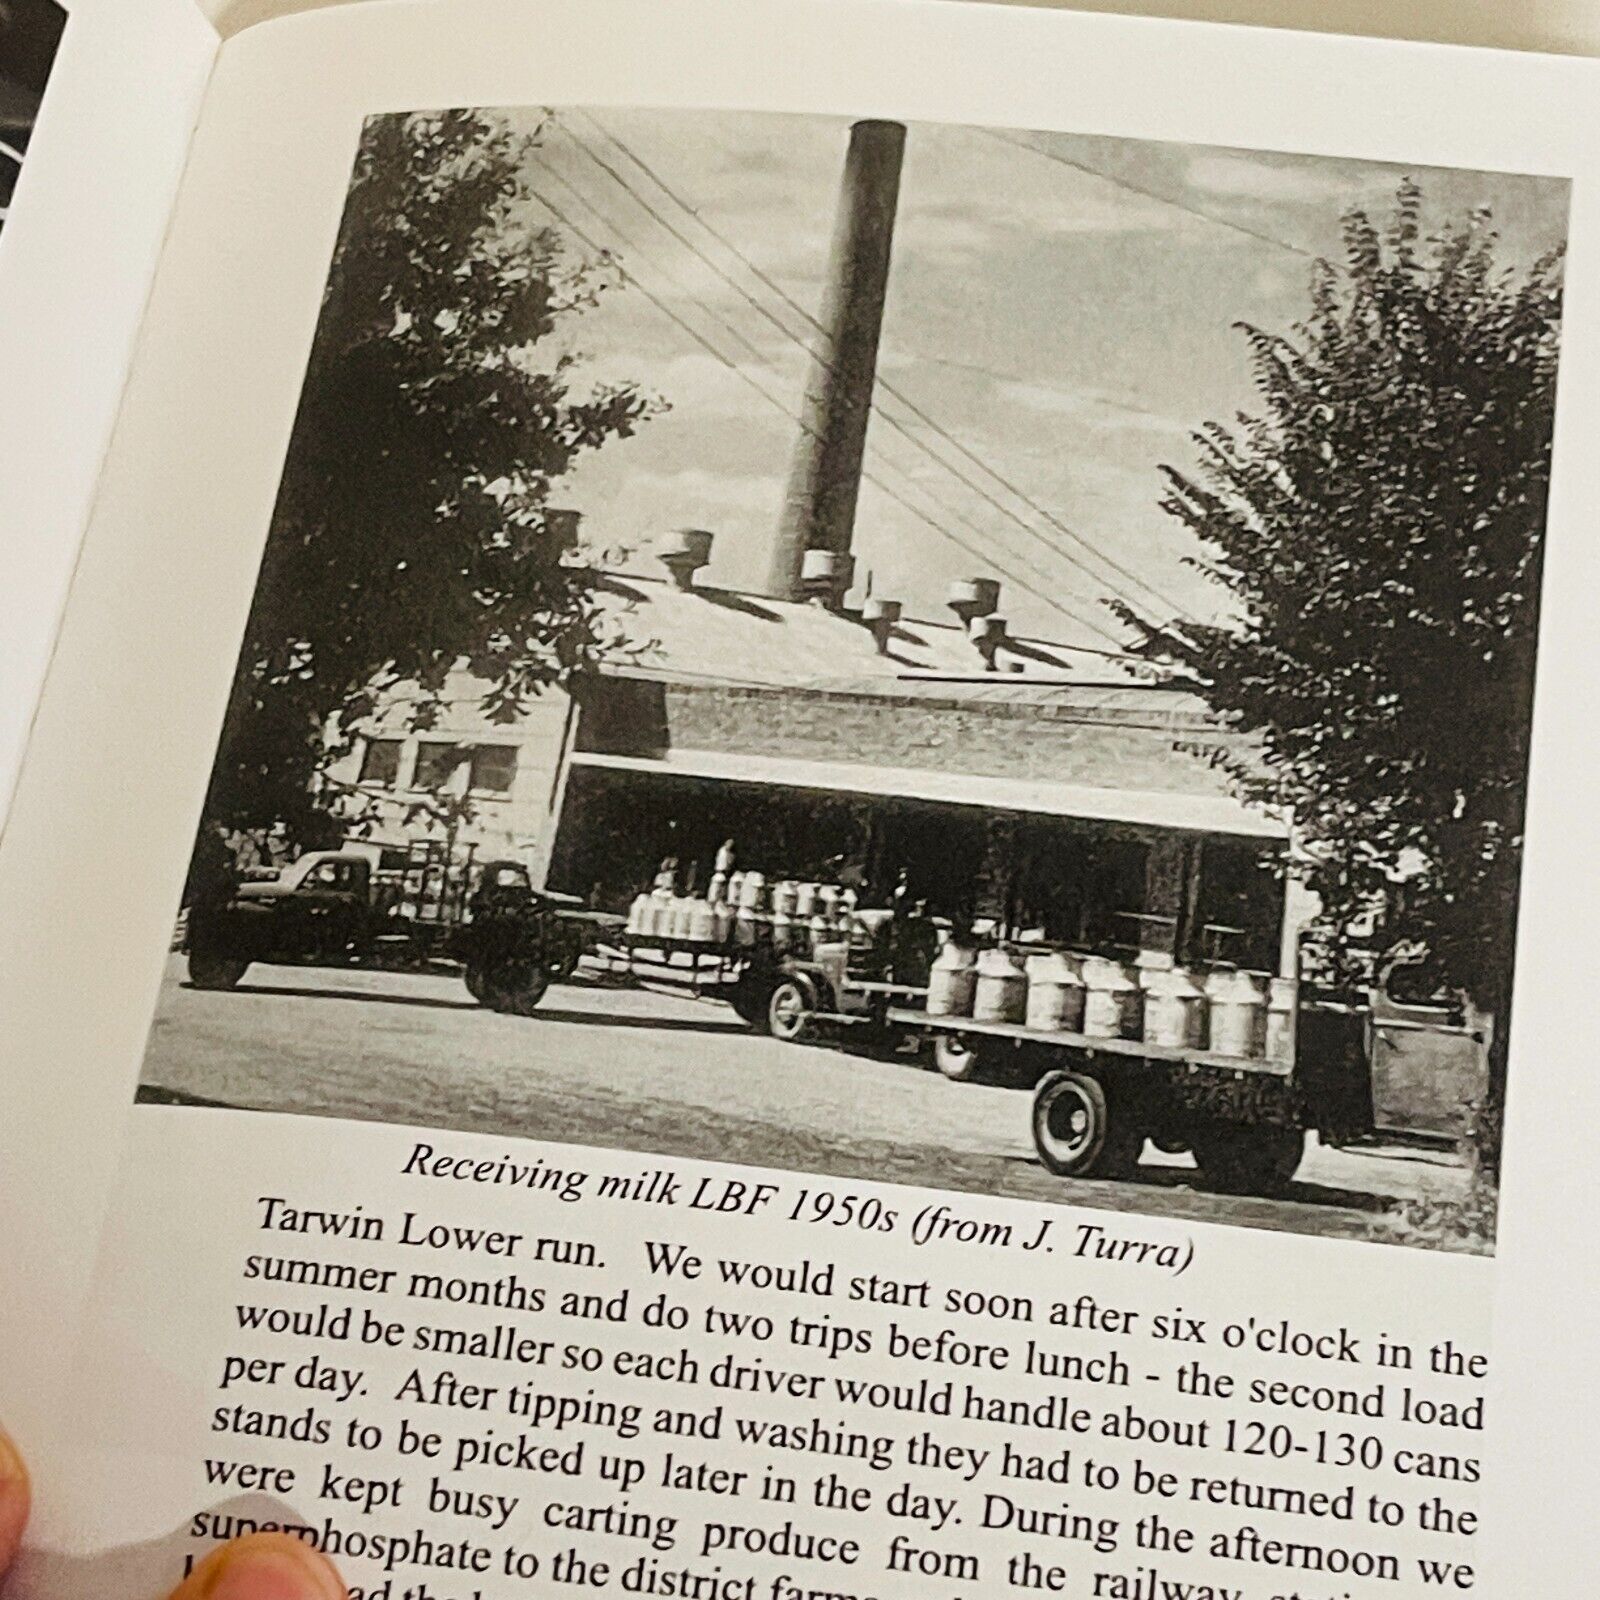 Receiving milk LBF 1950s (from J. Turra)
Tarwin Lower run. We would start soon after six o'clock in the
summer months and do two trips before lunch - the second load
would be smaller so each driver would handle about 120-130 cans
per day. After tipping and washing they had to be returned to the
stands to be picked up later in the day. During the afternoon we
were kept busy carting produce from the railway
superphosphate to the district